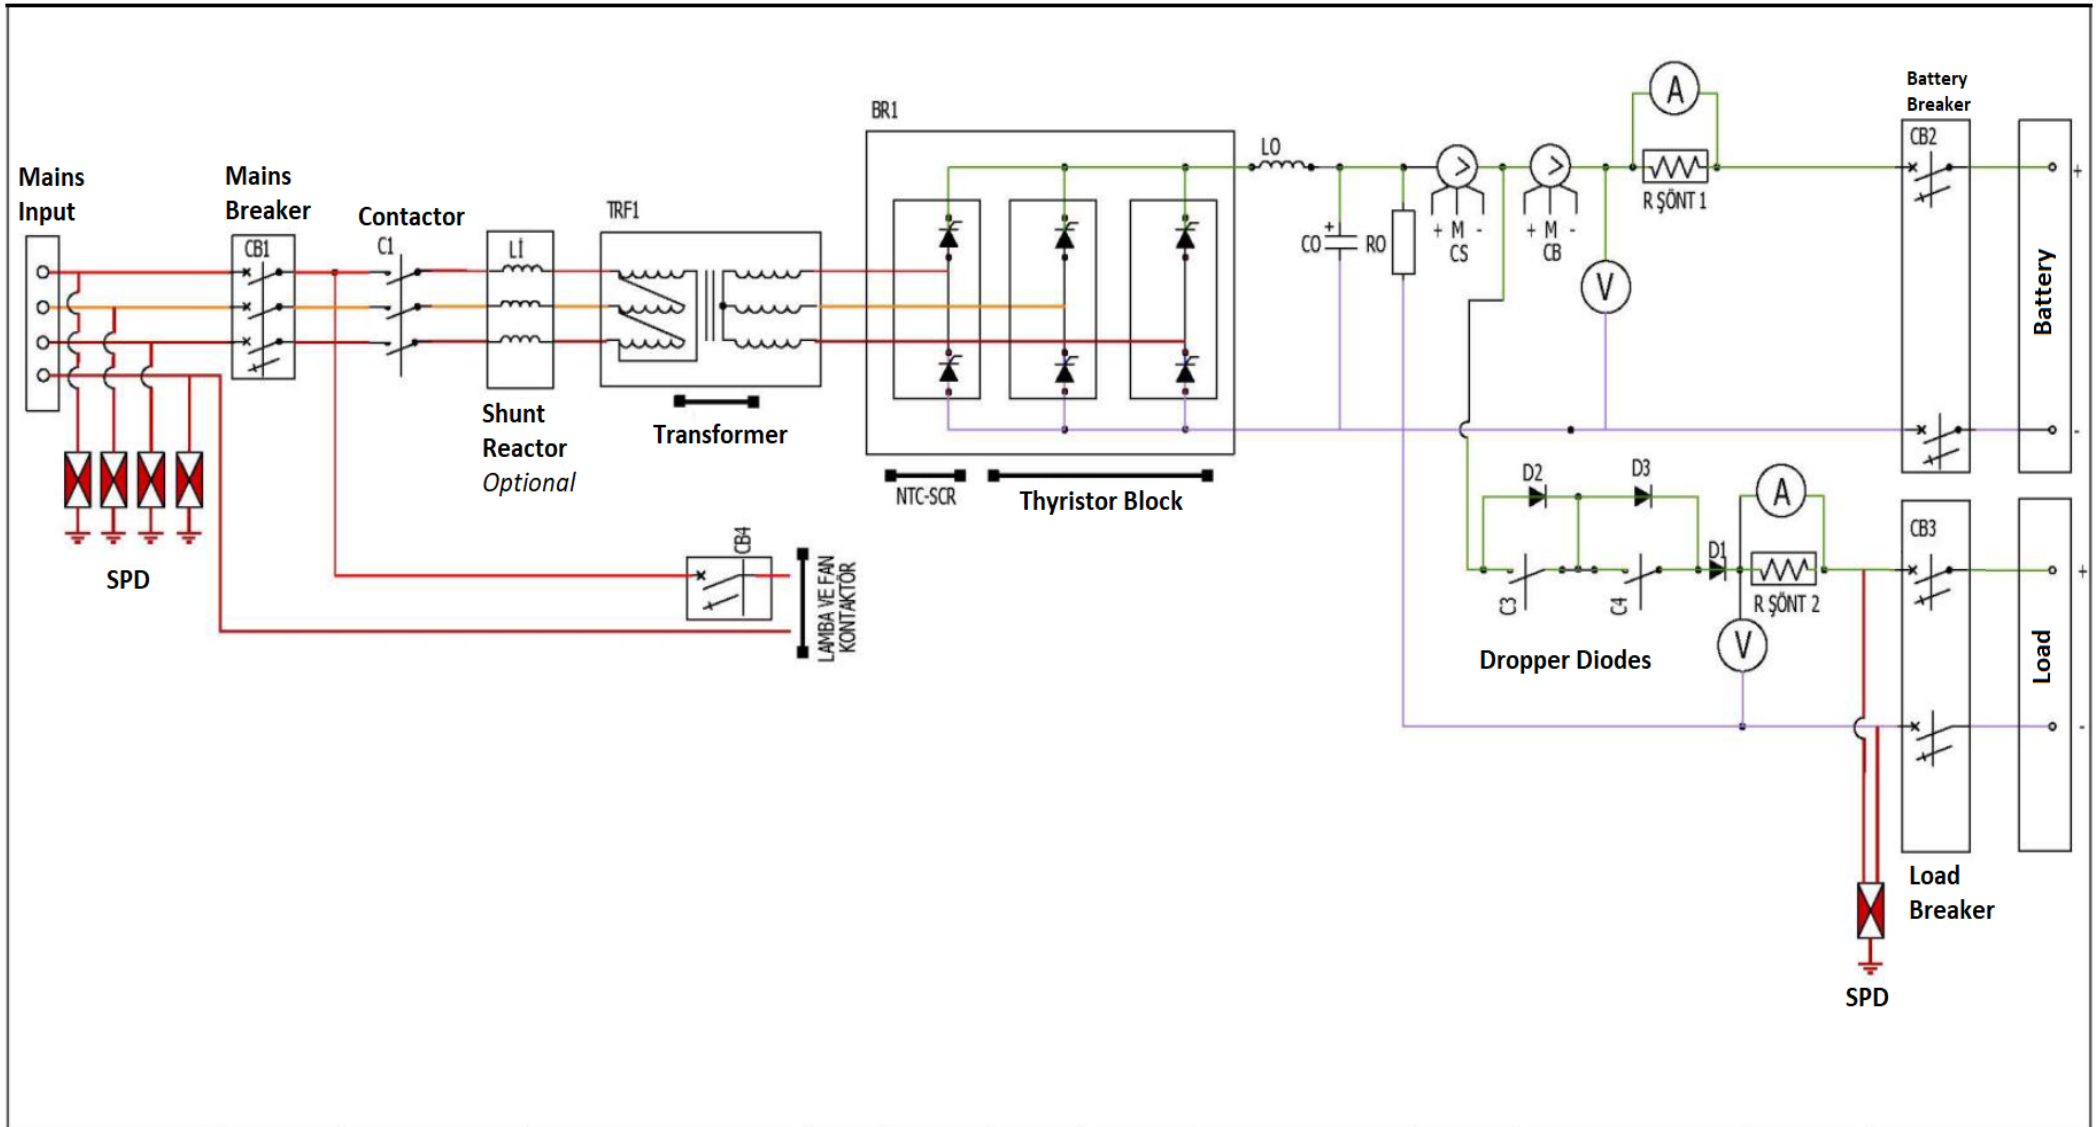 Mains
Input
SPD
Mains
Breaker
CB1
Contactor
C1
Lİ
Shunt
Reactor
Optional
TRF1
Transformer
BR1
NTC-SCR
Thyristor Block
CB4
LAMBA VE FAN
KONTAKTÖR
LO
CO
+
RO
+ M -
CS
+ M -
CB
V
A
R ŞÖNT 1
Battery
Breaker
CB2
Battery
+
-
D2
D3
C3
C4
D1
Dropper Diodes
A
R ŞÖNT 2
V
CB3
Load
+
-
Load
Breaker
SPD